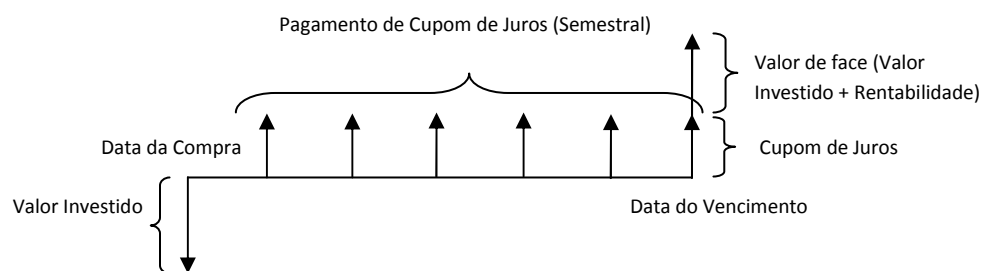 Pagamento de Cupom de Juros (Semestral)
Valor de face (Valor
Investido + Rentabilidade)
Data da Compra
Cupom de Juros
Valor Investido
Data do Vencimento